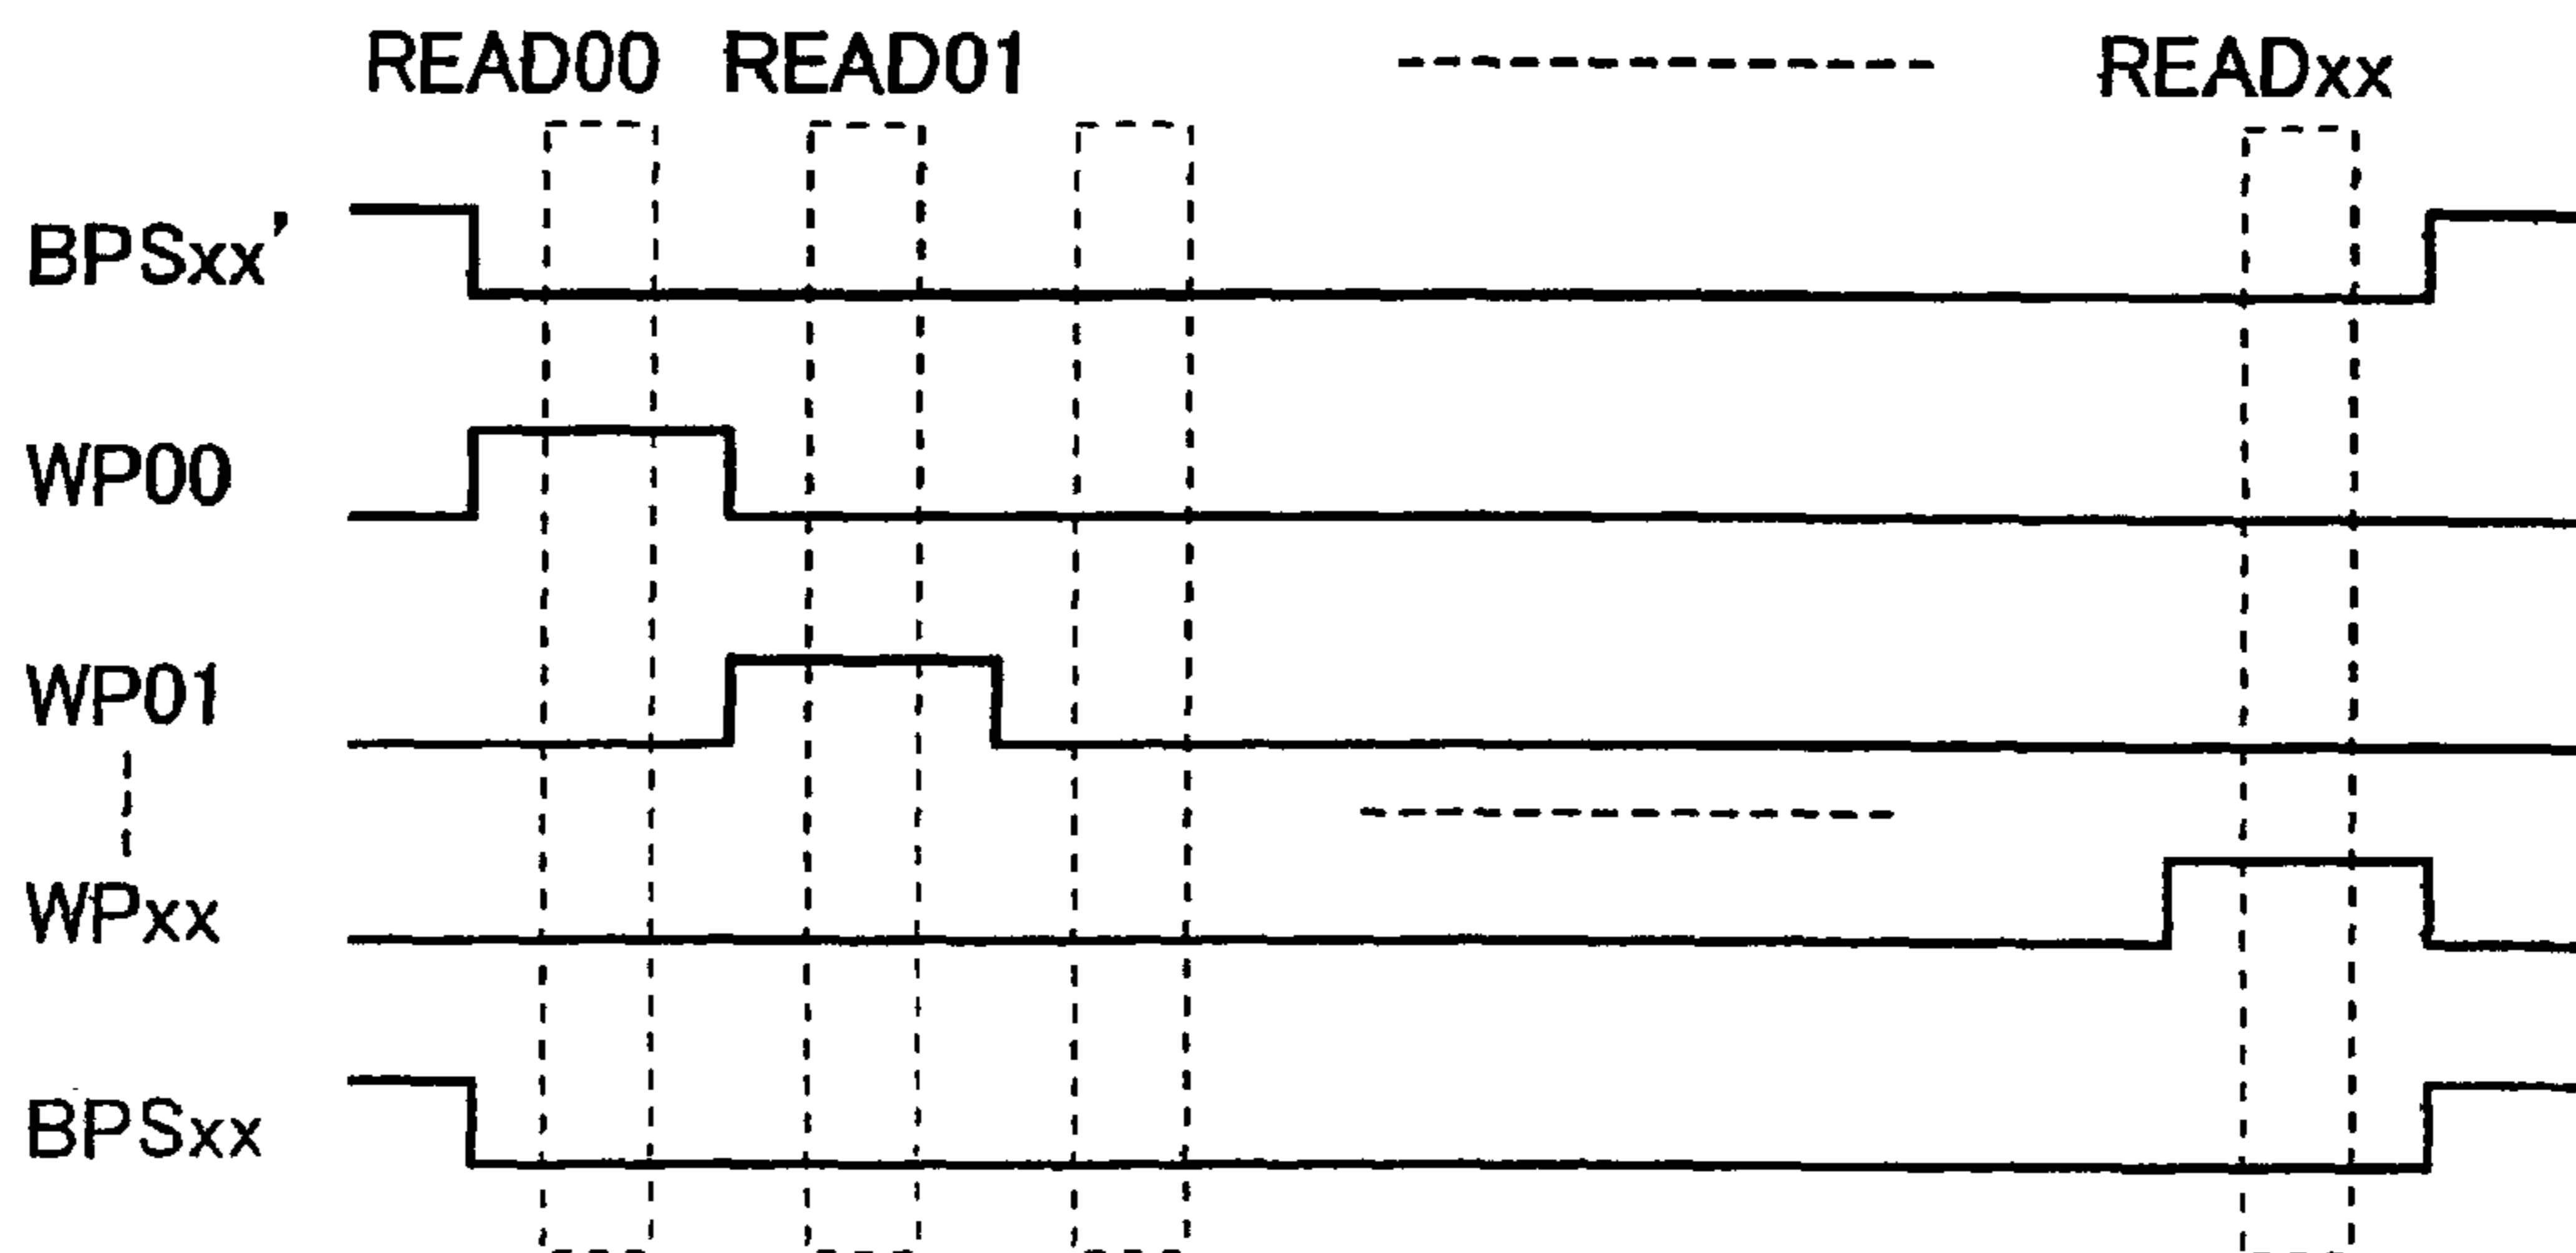 READ00 READ01 READxx
BPSxx'
WP00
WP01
WPxx
BPSxx